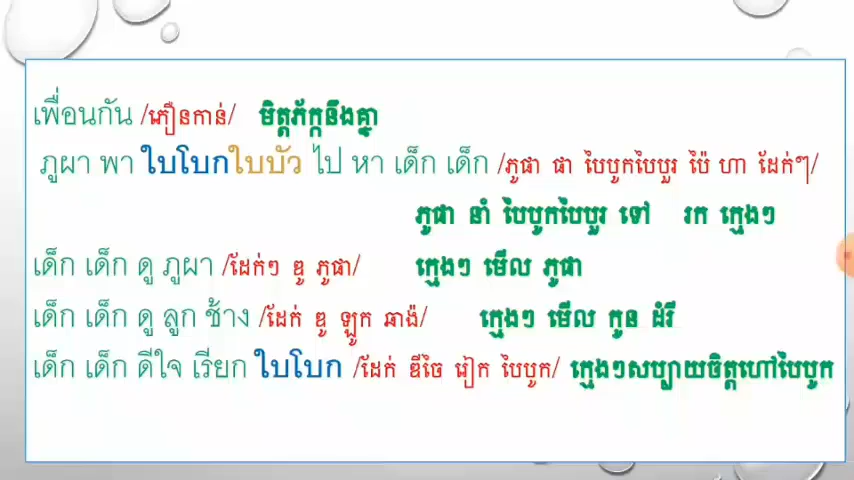 เพื่อนกัน /ភឿនកាន់/ មិត្តភ័ក្កនឹងគ្នា
ภูผา พา ใบโบกใบบัว ไป หา เด็ก เด็ก /ភូផា ផា បៃបូកបៃបួរ ប៉ៃ ហា ដែក់ៗ/
ភូផា នាំ បៃបូកបៃបួរ ទៅ រក ក្មេងៗ
เด็ก เด็ก ดู ภูผา /ដែក់ៗ ឌូ ភូផា/ ក្មេងៗ មើល ភូផា
เด็ก เด็ก ดู ลูก ช้าง /ដែក់ ឌូ ឡូក ឆាង៉/ ក្មេងៗ មើល កូន ដំរី
เด็ก เด็ก ดีใจ เรียก ใบโบก /ដែក់ ឌីចៃ រៀក បៃបូក/ ក្មេងៗសប្បាយចិត្តហៅបៃបូក